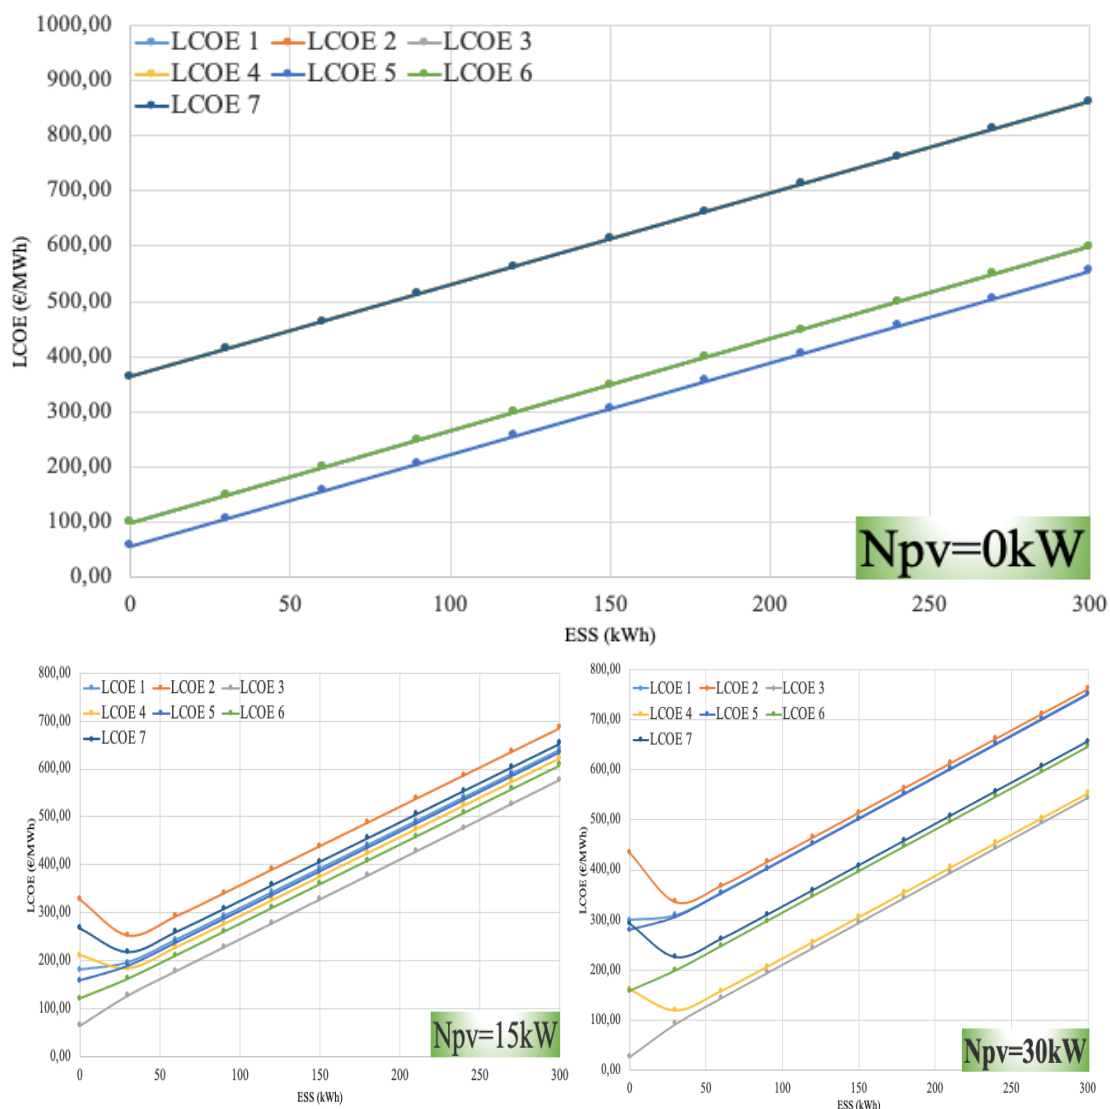 1000,00
900,00
800,00
700,00
600,00
500,00
400,00
300,00
200,00
100,00
0,00
LCOE (€/MWh)
LCOE 1 LCOE 2 LCOE 3
LCOE 4 LCOE 5 LCOE 6
LCOE 7
Npv=0kW
0 50 100 150 200 250 300
ESS (kWh)
800,00
700,00
600,00
500,00
400,00
300,00
200,00
100,00
0,00
LCOE (€/MWh)
LCOE 1 LCOE 2 LCOE 3
LCOE 4 LCOE 5 LCOE 6
LCOE 7
Npv=15kW
0 50 100 150 200 250 300
ESS (kWh)
800,00
700,00
600,00
500,00
400,00
300,00
200,00
100,00
0,00
LCOE (€/MWh)
LCOE 1 LCOE 2 LCOE 3
LCOE 4 LCOE 5 LCOE 6
LCOE 7
Npv=30kW
0 50 100 150 200 250 300
ESS (kWh)